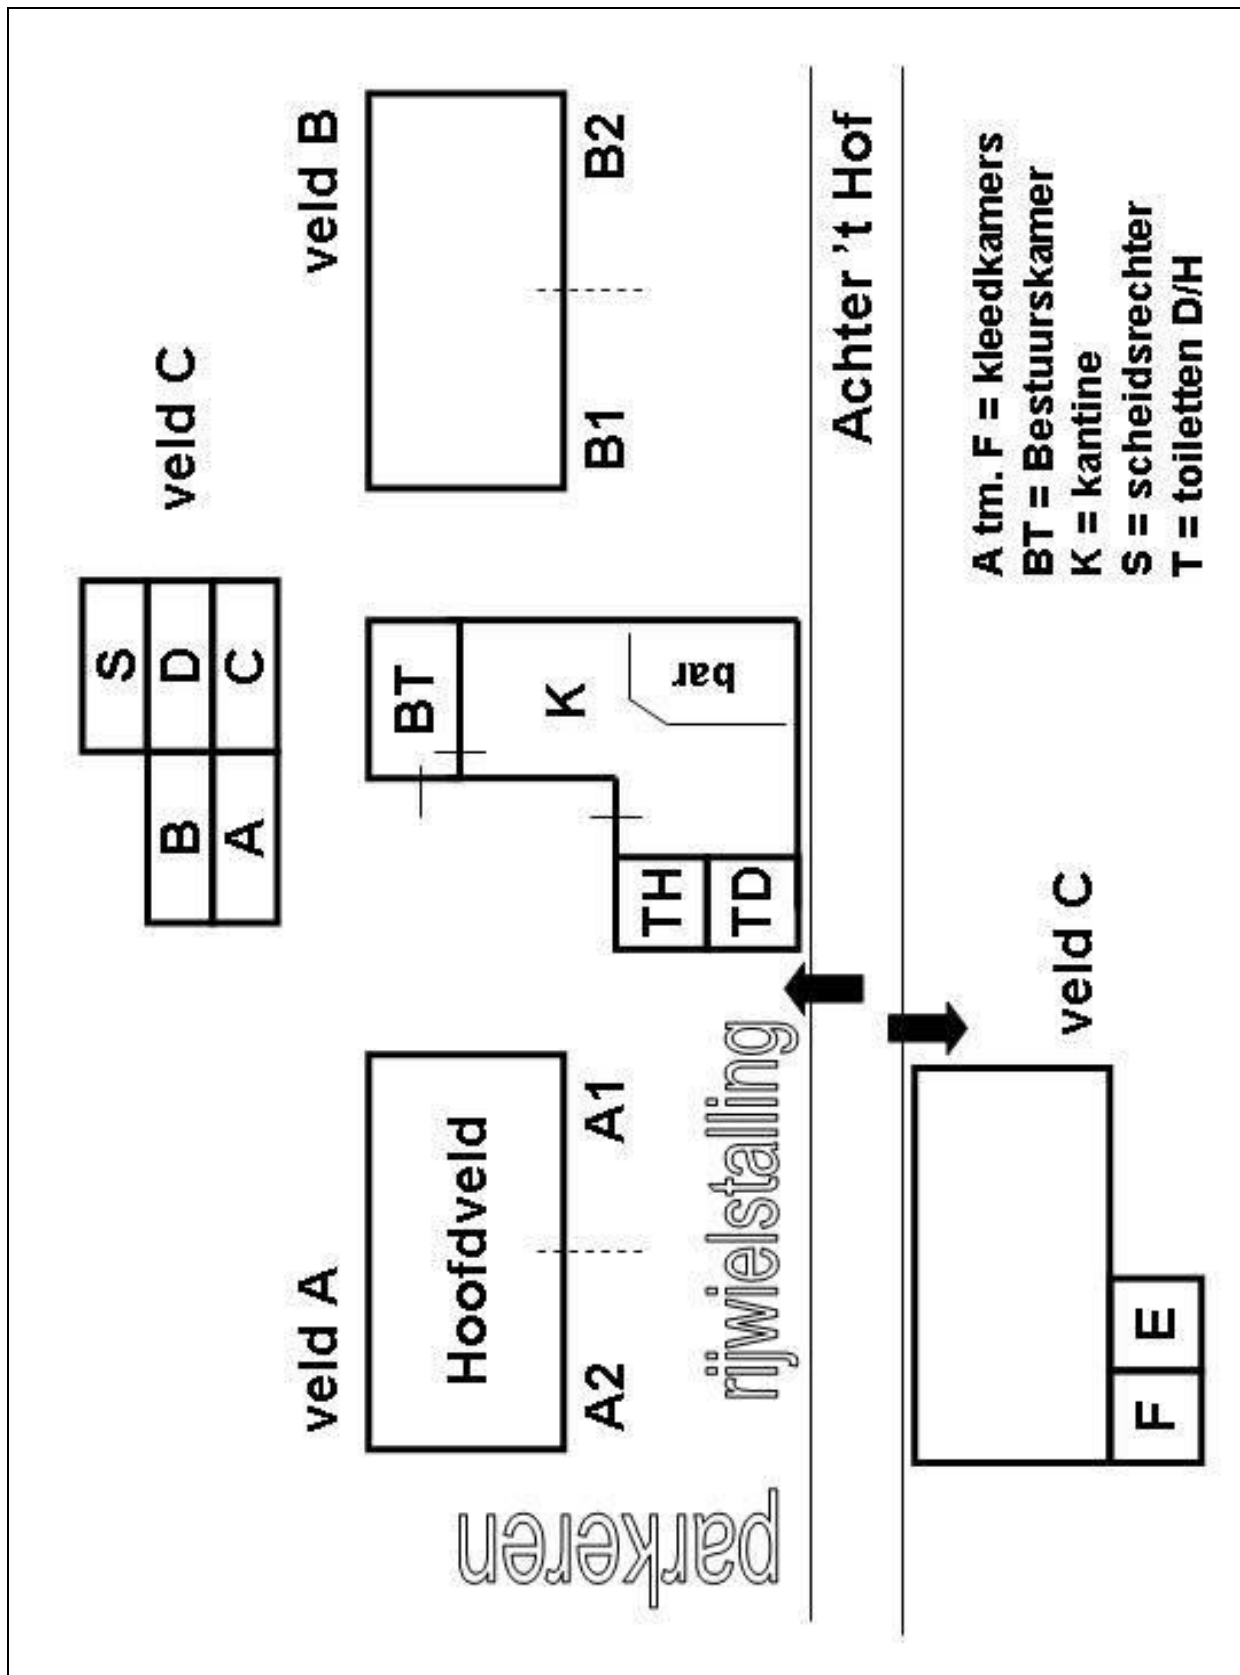 S
B D veld C
A C
veld A veld B
BT
Hoofdveld
K
A2 A1 B1 B2
TH
bar
parkeren
rijwielstalling
TD
Achter 't Hof
veld C
F E
A tm. F = kleedkamers
BT = Bestuurskamer
K = kantine
S = scheidsrechter
T = toiletten D/H